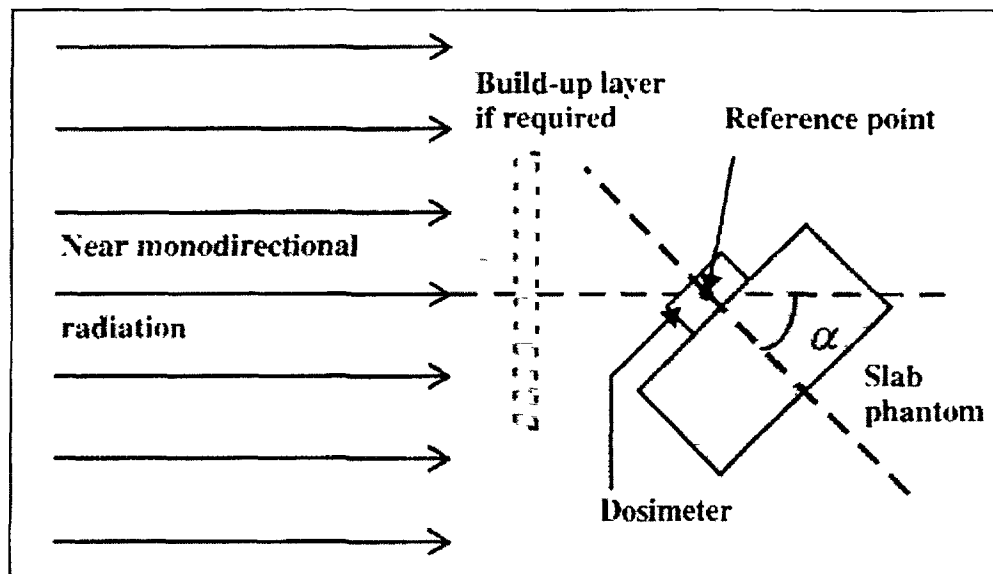 Build-up layer
if required
Reference point
Near monodirectional
radiation
α
Slab
phantom
Dosimeter